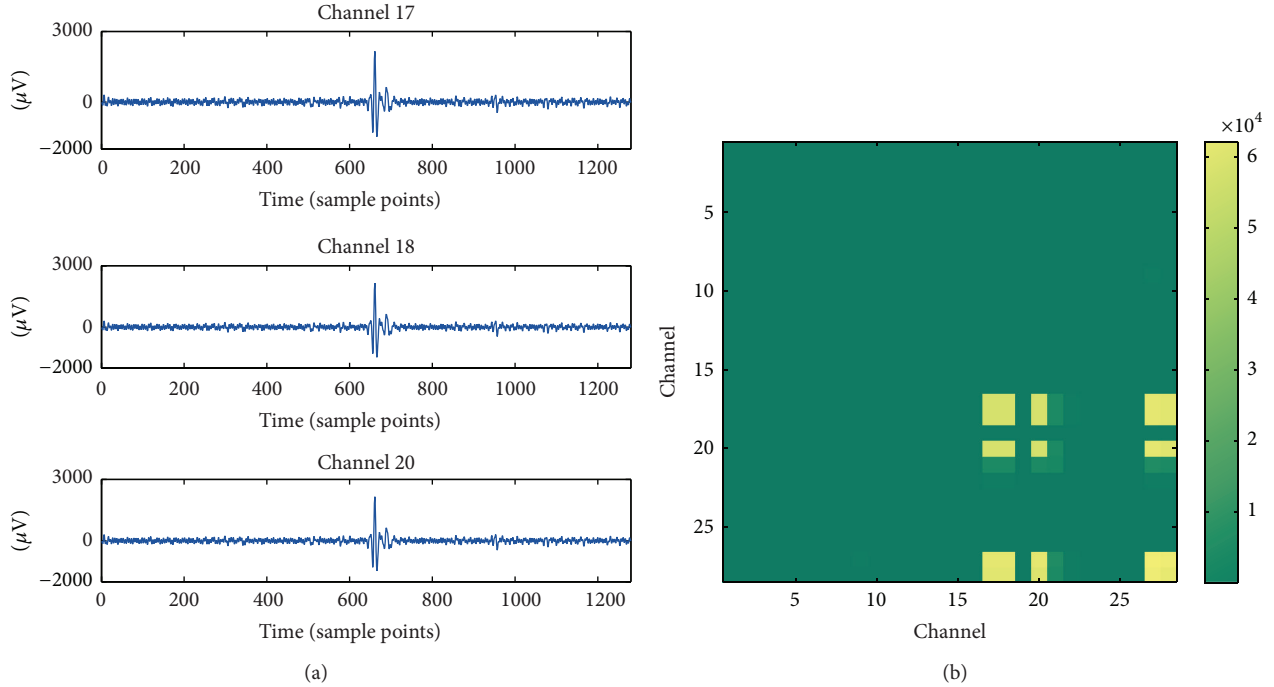 Channel 17
3000
0
−2000
(µV)
0 200 400 600 800 1000 1200
Time (sample points)
Channel 18
3000
0
−2000
(µV)
0 200 400 600 800 1000 1200
Time (sample points)
Channel 20
3000
0
−2000
(µV)
0 200 400 600 800 1000 1200
Time (sample points)
(a)
5
10
15
20
25
Channel
5 10 15 20 25
Channel
×10⁴
6
5
4
3
2
1
(b)